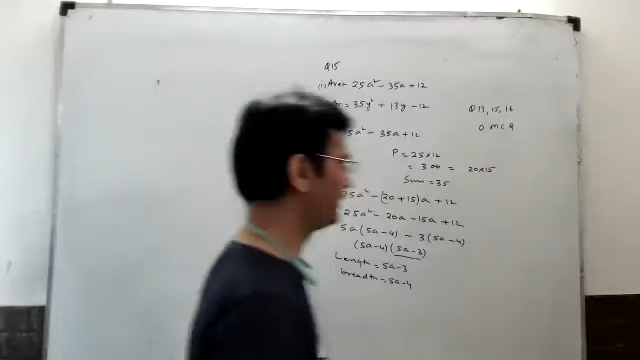 Q15
(i) Area 25a² - 35a + 12
= 35y² + 13y - 12
5a² - 35a + 12
P = 25×12
= 300 = 20×15
Sum = 35
25a² - (20+15)a + 12
25a² - 20a - 15a + 12
5a(5a-4) - 3(5a-4)
(5a-4)(5a-3)
Length = 5a-3
breadth = 5a-4
Q 13, 15, 16
MCQ